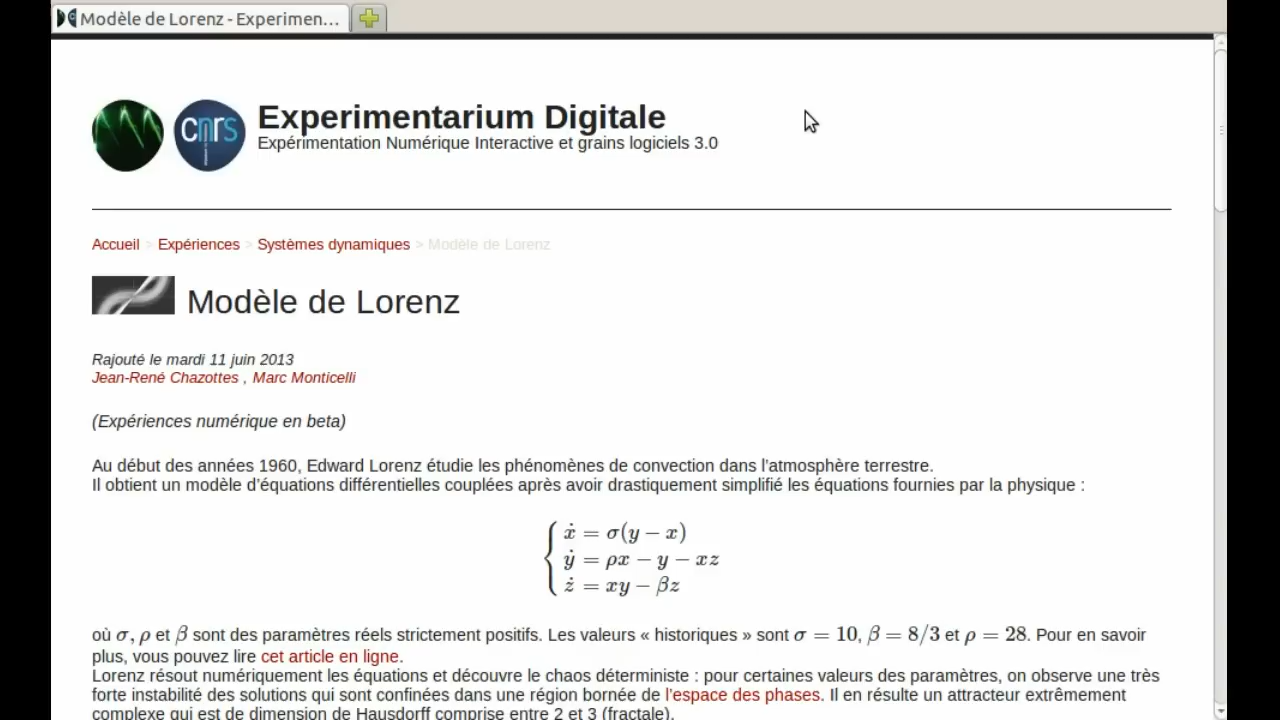 Modèle de Lorenz - Experimen...
cnrs
Experimentarium Digitale
Expérimentation Numérique Interactive et grains logiciels 3.0
Accueil > Expériences > Systèmes dynamiques > Modèle de Lorenz
Modèle de Lorenz
Rajouté le mardi 11 juin 2013
Jean-René Chazottes , Marc Monticelli
(Expériences numérique en beta)
Au début des années 1960, Edward Lorenz étudie les phénomènes de convection dans l'atmosphère terrestre.
Il obtient un modèle d'équations différentielles couplées après avoir drastiquement simplifié les équations fournies par la physique :
ẋ = σ(y − x)
ẏ = ρx − y − xz
ż = xy − βz
où σ, ρ et β sont des paramètres réels strictement positifs. Les valeurs « historiques » sont σ = 10, β = 8/3 et ρ = 28. Pour en savoir
plus, vous pouvez lire cet article en ligne.
Lorenz résout numériquement les équations et découvre le chaos déterministe : pour certaines valeurs des paramètres, on observe une très
forte instabilité des solutions qui sont confinées dans une région bornée de l'espace des phases. Il en résulte un attracteur extrêmement
complexe qui est de dimension de Hausdorff comprise entre 2 et 3 (fractale).